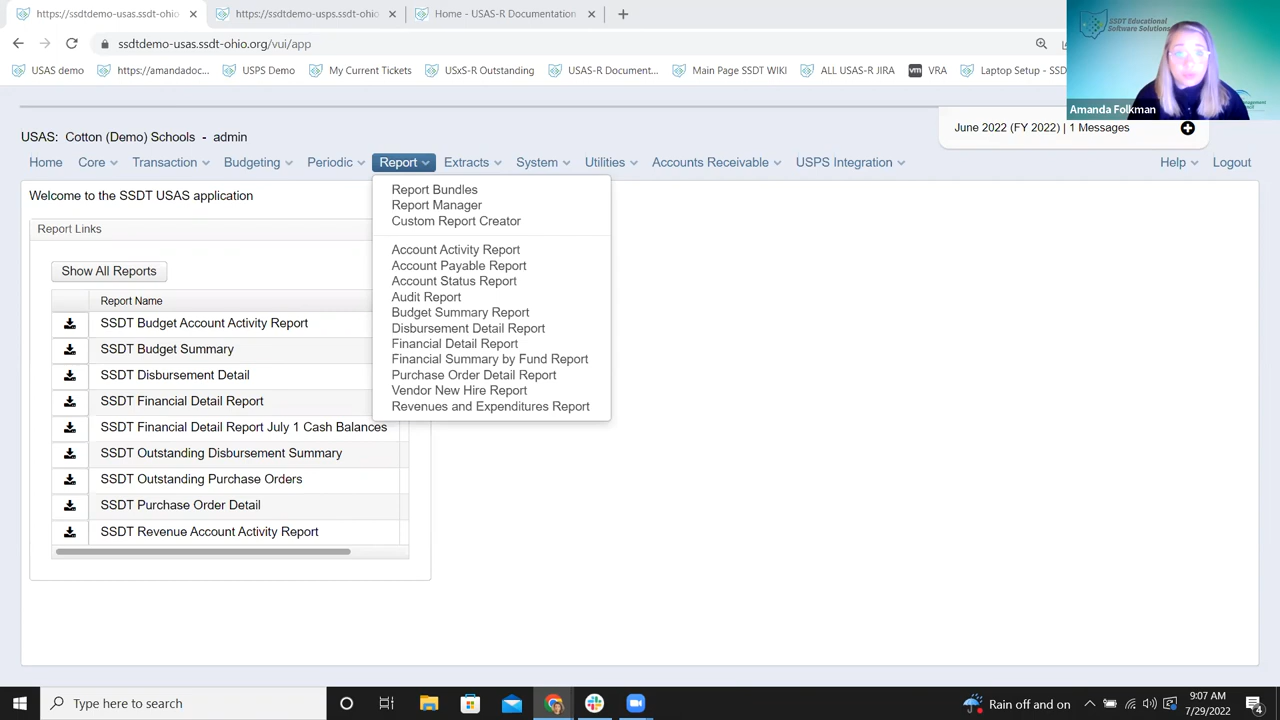 https://ssdtdemo-usas.ssdt-ohio
https://ssdtdemo-usps.ssdt-ohio
Home - USAS-R Documentation
ssdtdemo-usas.ssdt-ohio.org/vui/app
USAS demo
https://amandadoc...
USPS Demo
My Current Tickets
USxS-R Outstanding
USAS-R Document...
Main Page SSDT WIKI
ALL USAS-R JIRA
vm VRA
Laptop Setup - SSD
SSDT Educational
Software Solutions
Amanda Folkman
USAS: Cotton (Demo) Schools - admin
June 2022 (FY 2022) | 1 Messages
Home
Core
Transaction
Budgeting
Periodic
Report
Extracts
System
Utilities
Accounts Receivable
USPS Integration
Help
Logout
Welcome to the SSDT USAS application
Report Links
Show All Reports
Report Name
SSDT Budget Account Activity Report
SSDT Budget Summary
SSDT Disbursement Detail
SSDT Financial Detail Report
SSDT Financial Detail Report July 1 Cash Balances
SSDT Outstanding Disbursement Summary
SSDT Outstanding Purchase Orders
SSDT Purchase Order Detail
SSDT Revenue Account Activity Report
Report Bundles
Report Manager
Custom Report Creator
Account Activity Report
Account Payable Report
Account Status Report
Audit Report
Budget Summary Report
Disbursement Detail Report
Financial Detail Report
Financial Summary by Fund Report
Purchase Order Detail Report
Vendor New Hire Report
Revenues and Expenditures Report
Type here to search
Rain off and on
9:07 AM
7/29/2022
4